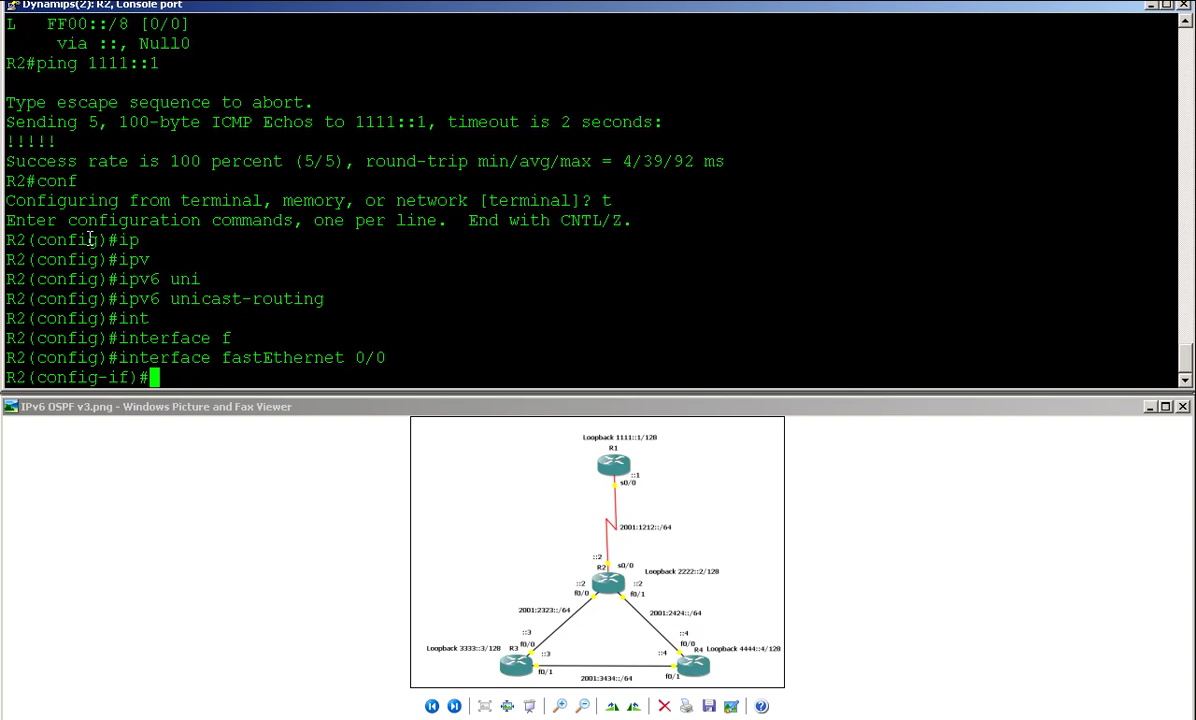 Dynamips(2): R2, Console port
L   FF00::/8 [0/0]
     via ::, Null0
R2#ping 1111::1
Type escape sequence to abort.
Sending 5, 100-byte ICMP Echos to 1111::1, timeout is 2 seconds:
!!!!!
Success rate is 100 percent (5/5), round-trip min/avg/max = 4/39/92 ms
R2#conf
Configuring from terminal, memory, or network [terminal]? t
Enter configuration commands, one per line.  End with CNTL/Z.
R2(config)#ip
R2(config)#ipv
R2(config)#ipv6 uni
R2(config)#ipv6 unicast-routing
R2(config)#int
R2(config)#interface f
R2(config)#interface fastEthernet 0/0
R2(config-if)#
IPv6 OSPF v3.png - Windows Picture and Fax Viewer
Loopback 1111::1/128
R1
::1
s0/0
2001:1212::/64
::2
R2
s0/0
Loopback 2222::2/128
::2
f0/0
::2
f0/1
2001:2323::/64
2001:2424::/64
::3
f0/0
::4
f0/0
Loopback 3333::3/128
R3
::3
::4
R4
Loopback 4444::4/128
f0/1
f0/1
2001:3434::/64